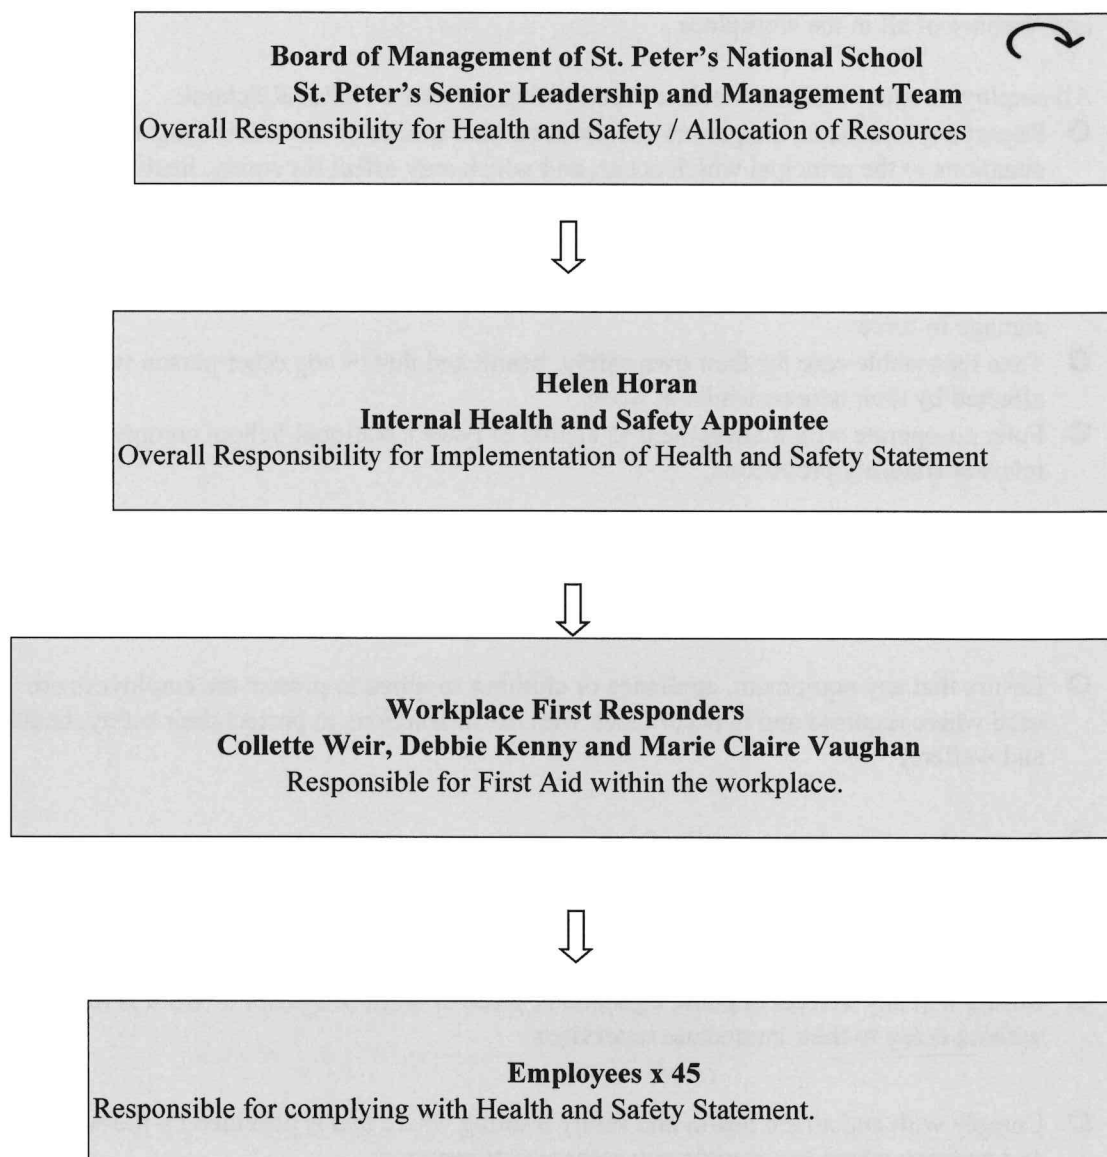 Board of Management of St. Peter's National School
St. Peter's Senior Leadership and Management Team
Overall Responsibility for Health and Safety / Allocation of Resources
Helen Horan
Internal Health and Safety Appointee
Overall Responsibility for Implementation of Health and Safety Statement
Workplace First Responders
Collette Weir, Debbie Kenny and Marie Claire Vaughan
Responsible for First Aid within the workplace.
Employees x 45
Responsible for complying with Health and Safety Statement.